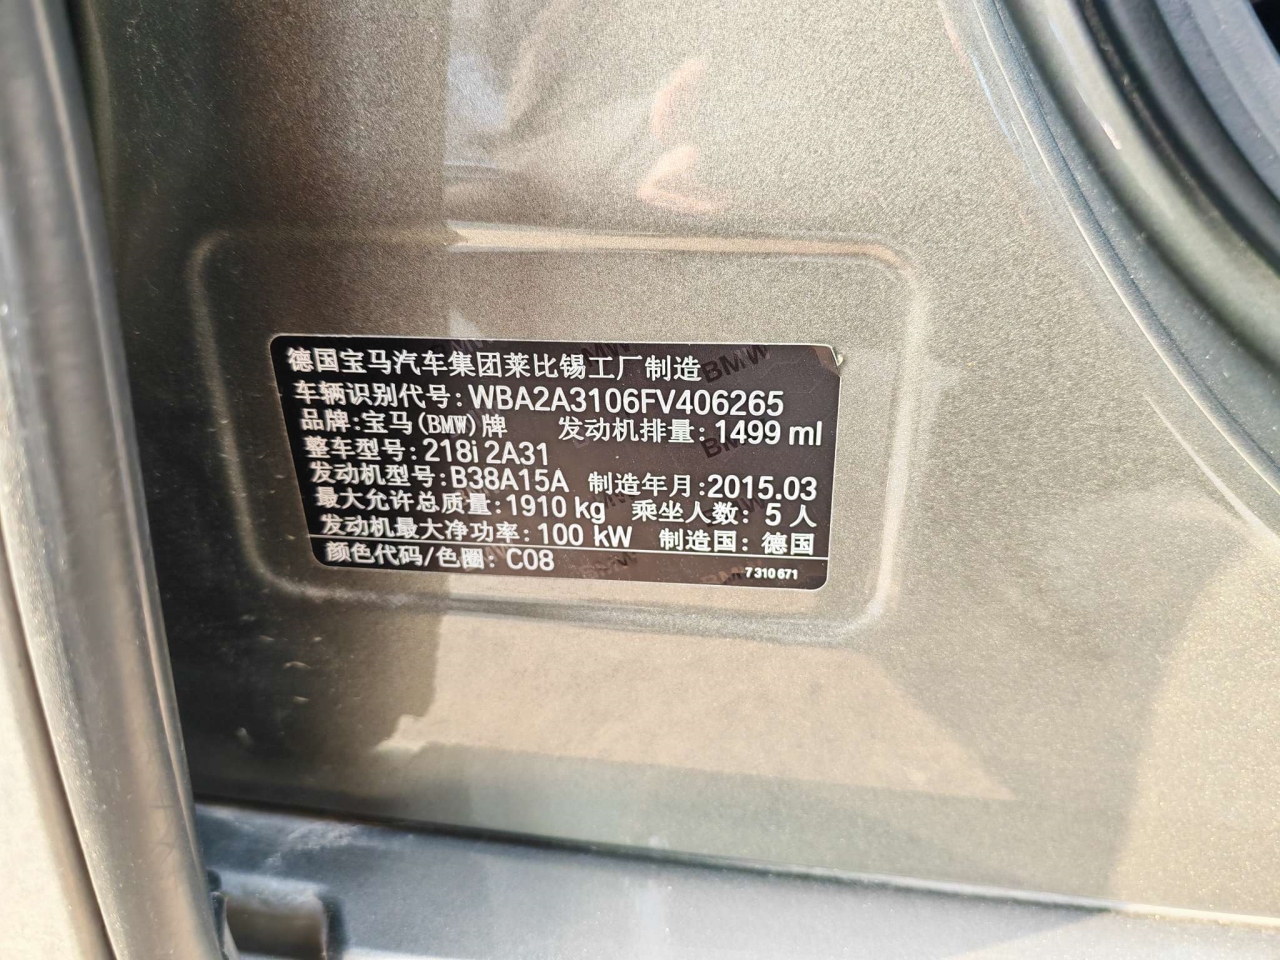 德国宝马汽车集团莱比锡工厂制造
车辆识别代号: WBA2A3106FV406265
品牌:宝马(BMW)牌 发动机排量: 1499 ml
整车型号: 218i 2A31
发动机型号: B38A15A 制造年月:2015.03
最大允许总质量: 1910 kg 乘坐人数: 5 人
发动机最大净功率: 100 kW 制造国: 德国
颜色代码/色圈: C08
7 310 671